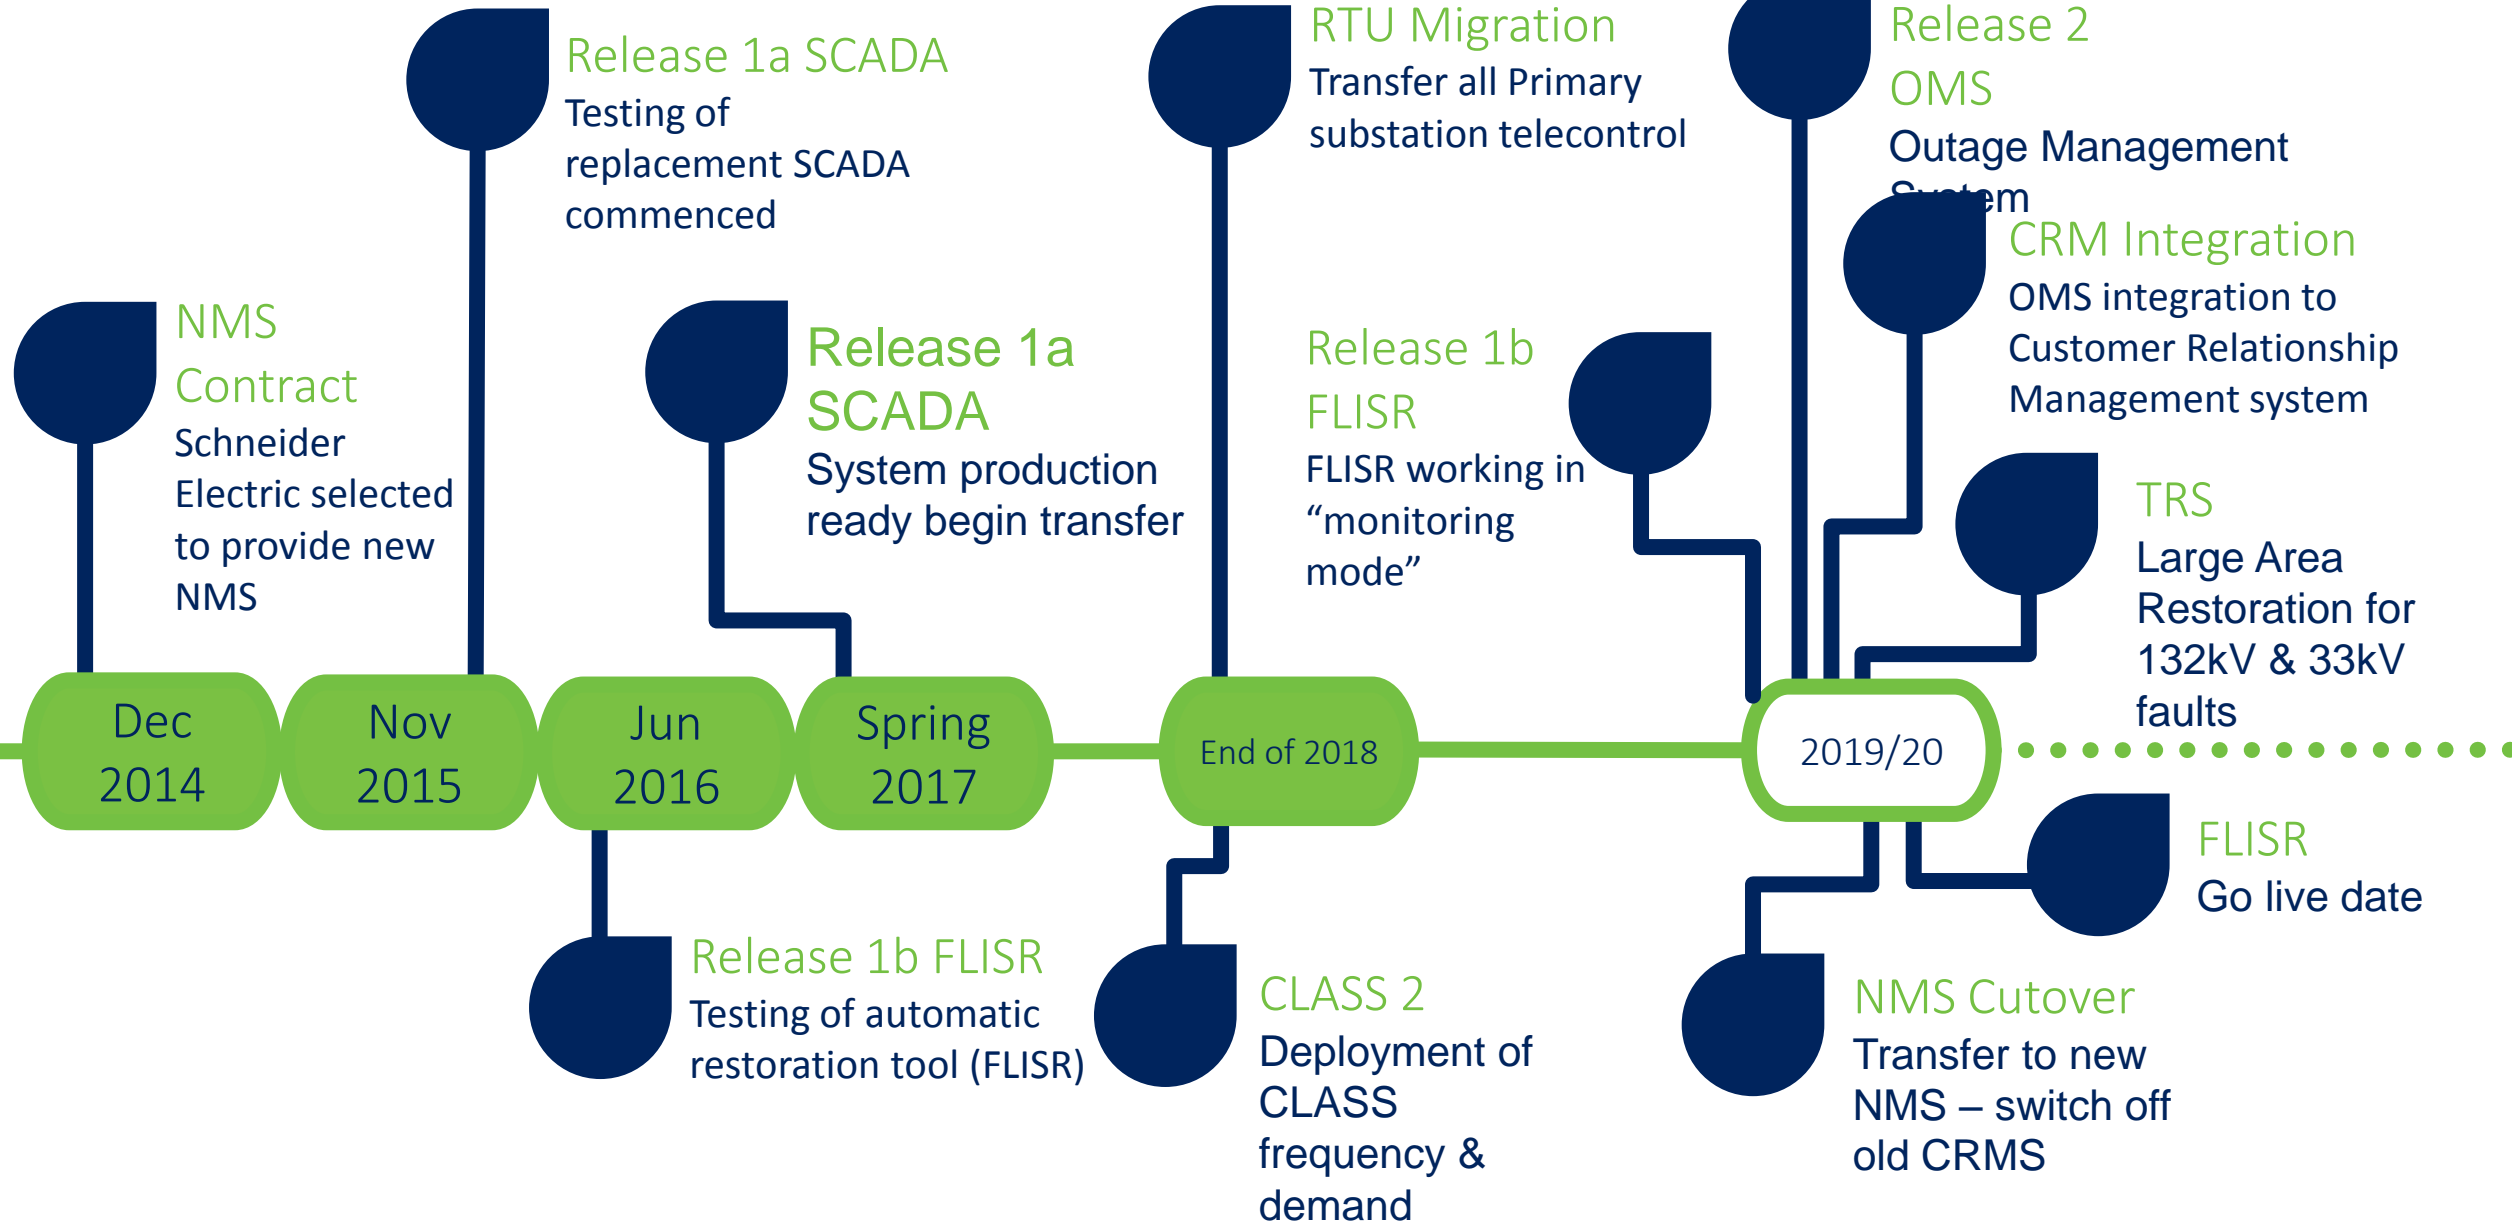 Release 1a SCADA
Testing of
replacement SCADA
commenced
RTU Migration
Transfer all Primary
substation telecontrol
Release 2
OMS
Outage Management
System
CRM Integration
OMS integration to
Customer Relationship
Management system
NMS
Contract
Schneider
Electric selected
to provide new
NMS
Release 1a
SCADA
System production
ready begin transfer
Release 1b
FLISR
FLISR working in
“monitoring
mode”
TRS
Large Area
Restoration for
132kV & 33kV
faults
Dec
2014
Nov
2015
Jun
2016
Spring
2017
End of 2018
2019/20
Release 1b FLISR
Testing of automatic
restoration tool (FLISR)
CLASS 2
Deployment of
CLASS
frequency &
demand
NMS Cutover
Transfer to new
NMS – switch off
old CRMS
FLISR
Go live date